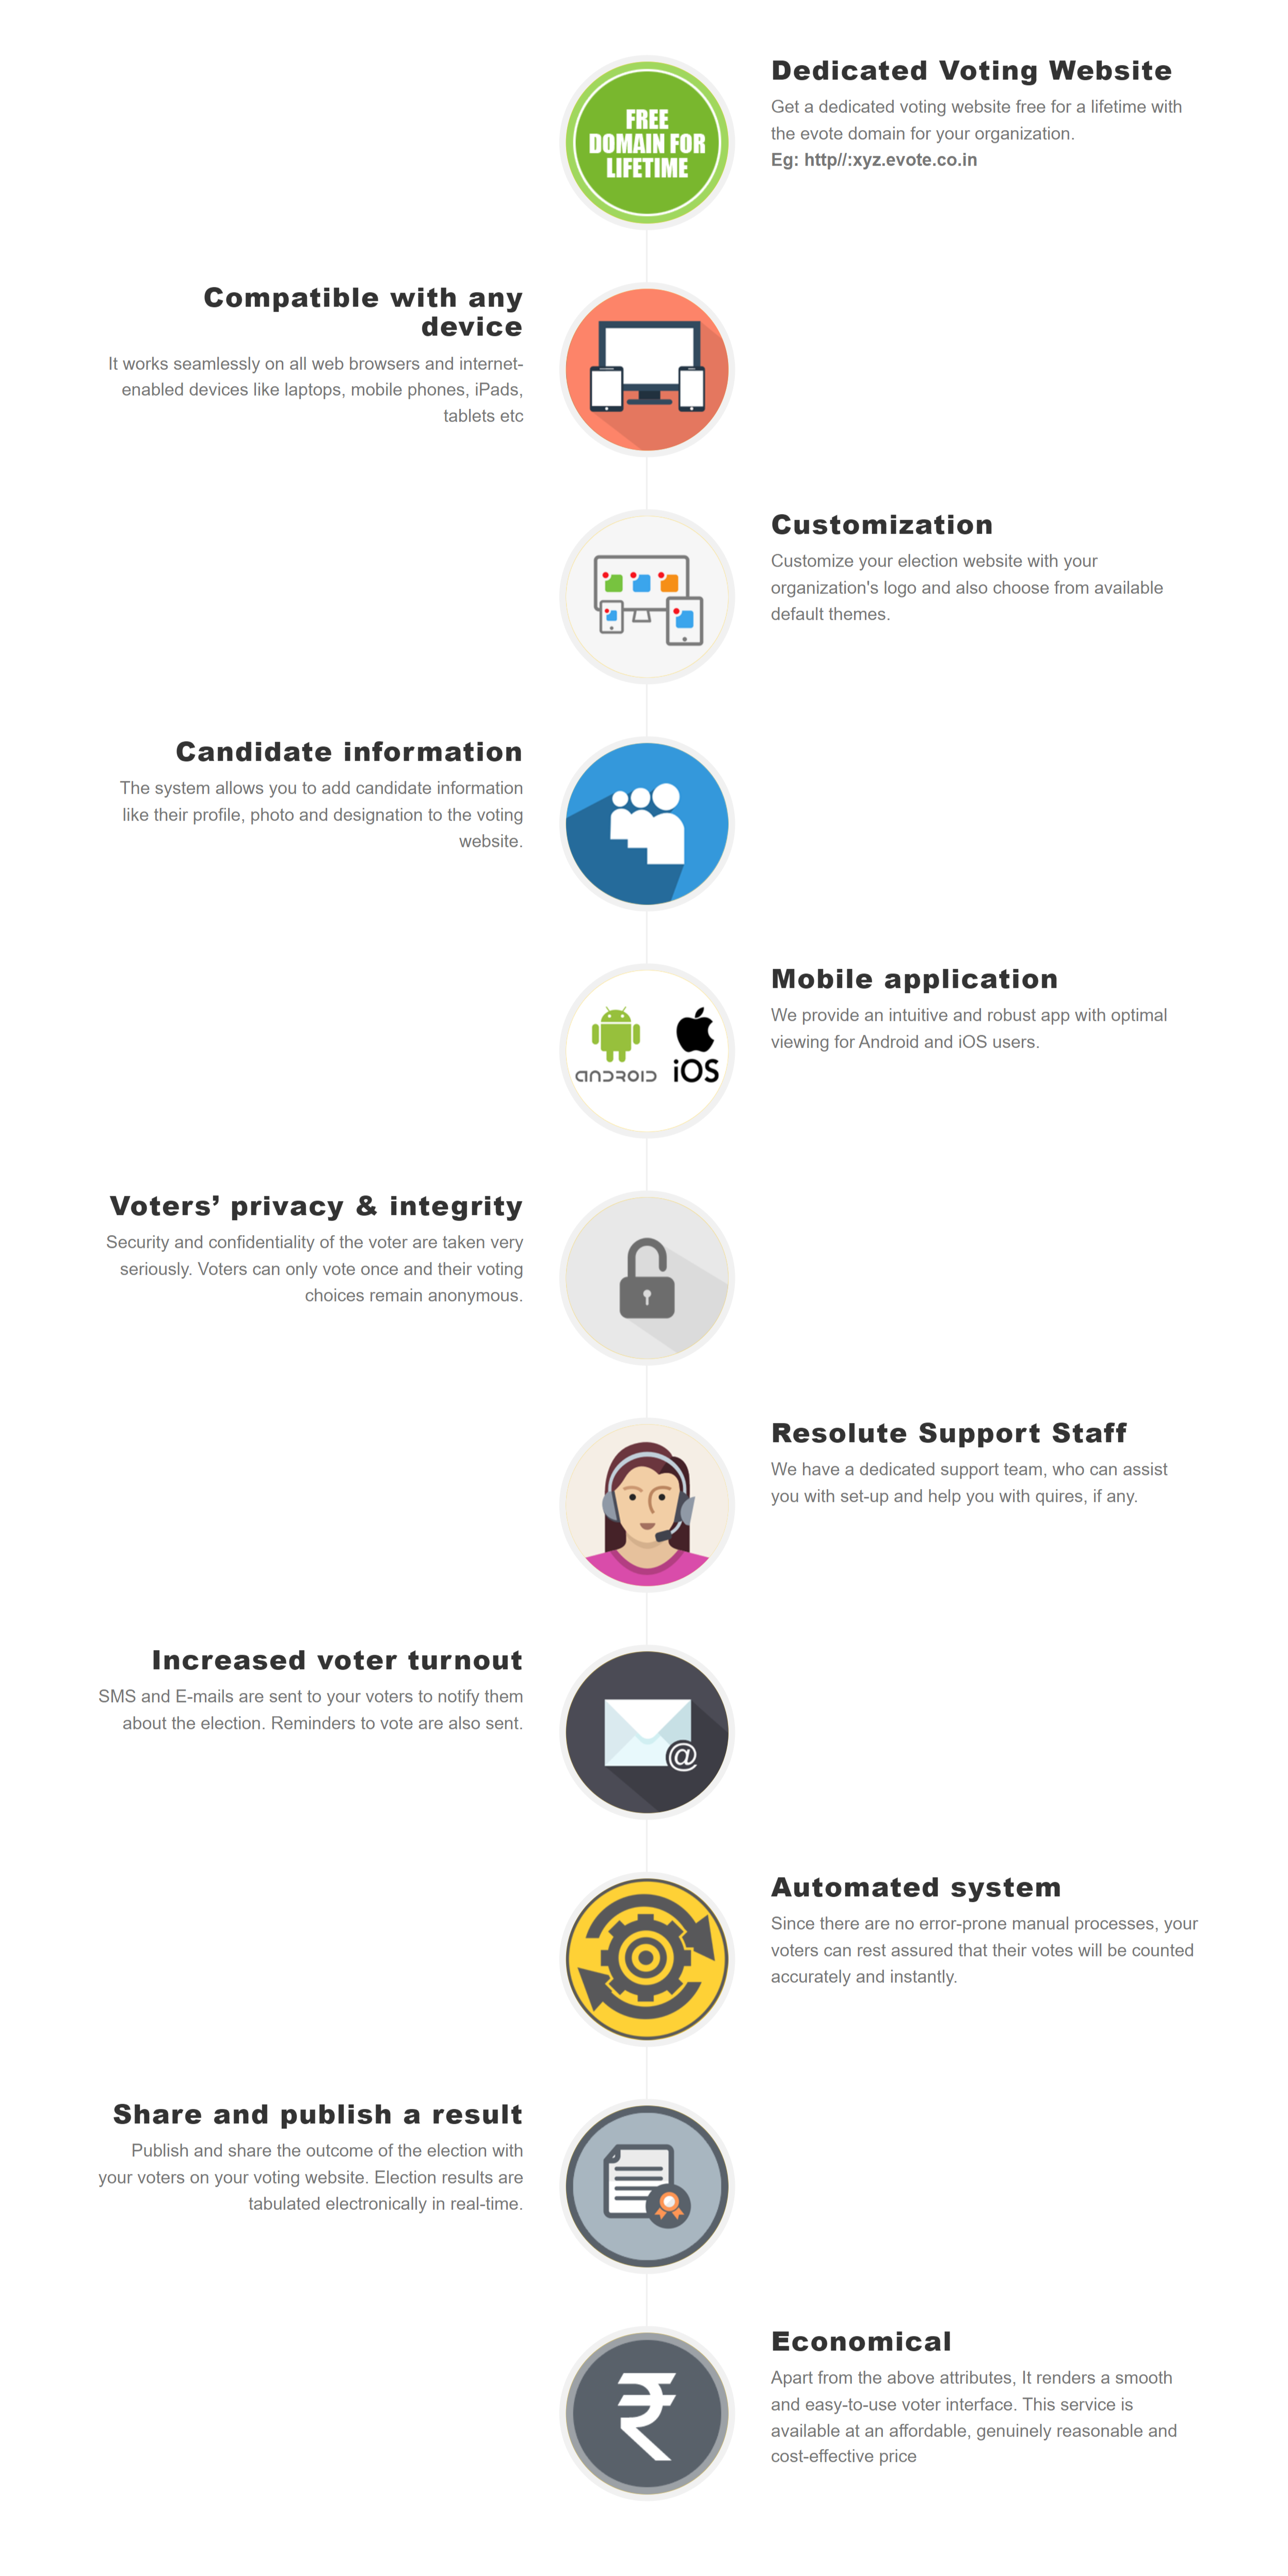 FREE
DOMAIN FOR
LIFETIME
Dedicated Voting Website
Get a dedicated voting website free for a lifetime with
the evote domain for your organization.
Eg: http//:xyz.evote.co.in
Compatible with any
device
It works seamlessly on all web browsers and internet-
enabled devices like laptops, mobile phones, iPads,
tablets etc
Customization
Customize your election website with your
organization's logo and also choose from available
default themes.
Candidate information
The system allows you to add candidate information
like their profile, photo and designation to the voting
website.
ANDROID
iOS
Mobile application
We provide an intuitive and robust app with optimal
viewing for Android and iOS users.
Voters’ privacy & integrity
Security and confidentiality of the voter are taken very
seriously. Voters can only vote once and their voting
choices remain anonymous.
Resolute Support Staff
We have a dedicated support team, who can assist
you with set-up and help you with quires, if any.
Increased voter turnout
SMS and E-mails are sent to your voters to notify them
about the election. Reminders to vote are also sent.
@
Automated system
Since there are no error-prone manual processes, your
voters can rest assured that their votes will be counted
accurately and instantly.
Share and publish a result
Publish and share the outcome of the election with
your voters on your voting website. Election results are
tabulated electronically in real-time.
₹
Economical
Apart from the above attributes, It renders a smooth
and easy-to-use voter interface. This service is
available at an affordable, genuinely reasonable and
cost-effective price